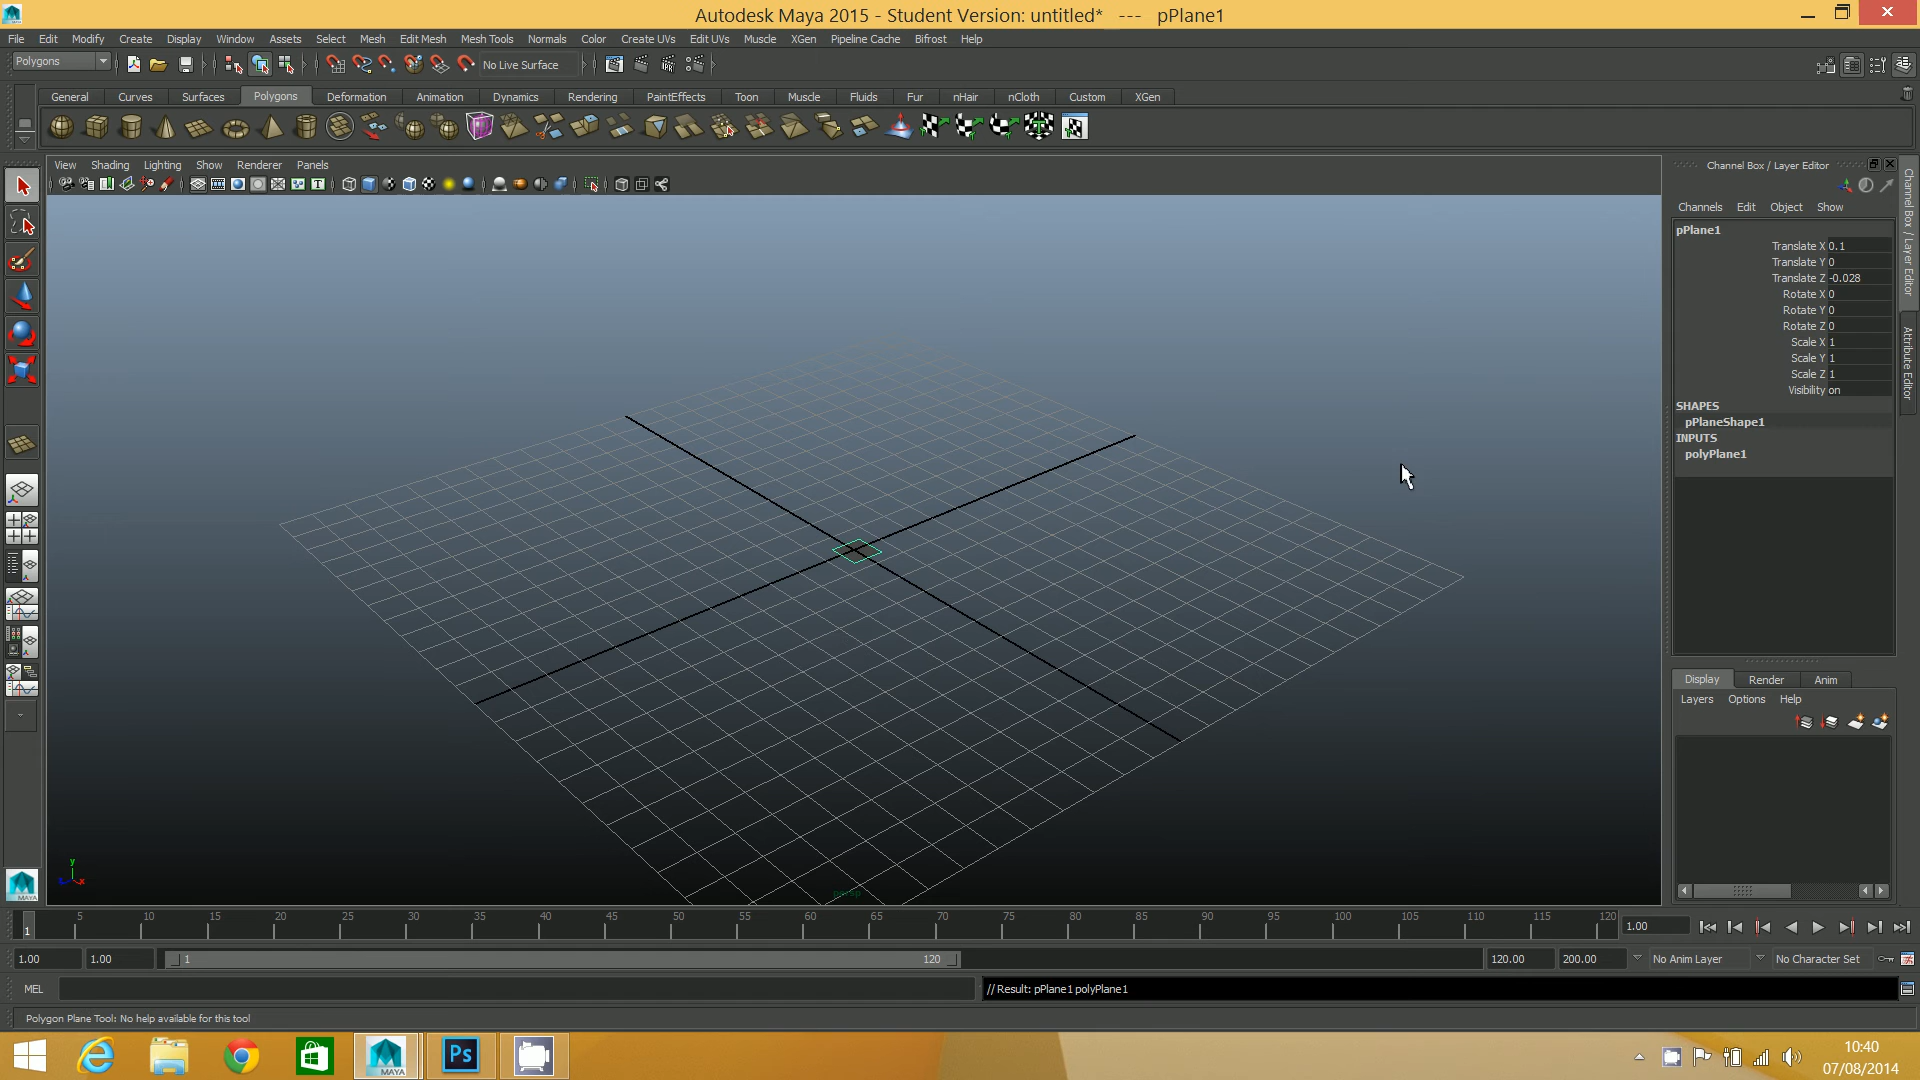 Autodesk Maya 2015 - Student Version: untitled* --- pPlane1
File Edit Modify Create Display Window Assets Select Mesh Edit Mesh Mesh Tools Normals Color Create UVs Edit UVs Muscle XGen Pipeline Cache Bifrost Help
Polygons No Live Surface
General Curves Surfaces Polygons Deformation Animation Dynamics Rendering PaintEffects Toon Muscle Fluids Fur nHair nCloth Custom XGen
View Shading Lighting Show Renderer Panels
Channel Box / Layer Editor
Channels Edit Object Show
pPlane1
Translate X 0.1
Translate Y 0
Translate Z -0.028
Rotate X 0
Rotate Y 0
Rotate Z 0
Scale X 1
Scale Y 1
Scale Z 1
Visibility on
SHAPES
pPlaneShape1
INPUTS
polyPlane1
Channel Box / Layer Editor
Attribute Editor
Display Render Anim
Layers Options Help
y
x
persp
MAYA
5 10 15 20 25 30 35 40 45 50 55 60 65 70 75 80 85 90 95 100 105 110 115 120
1
1.00
1.00 1.00 1 120 120.00 200.00 No Anim Layer No Character Set
MEL // Result: pPlane1 polyPlane1
Polygon Plane Tool: No help available for this tool
MAYA Ps
10:40
07/08/2014